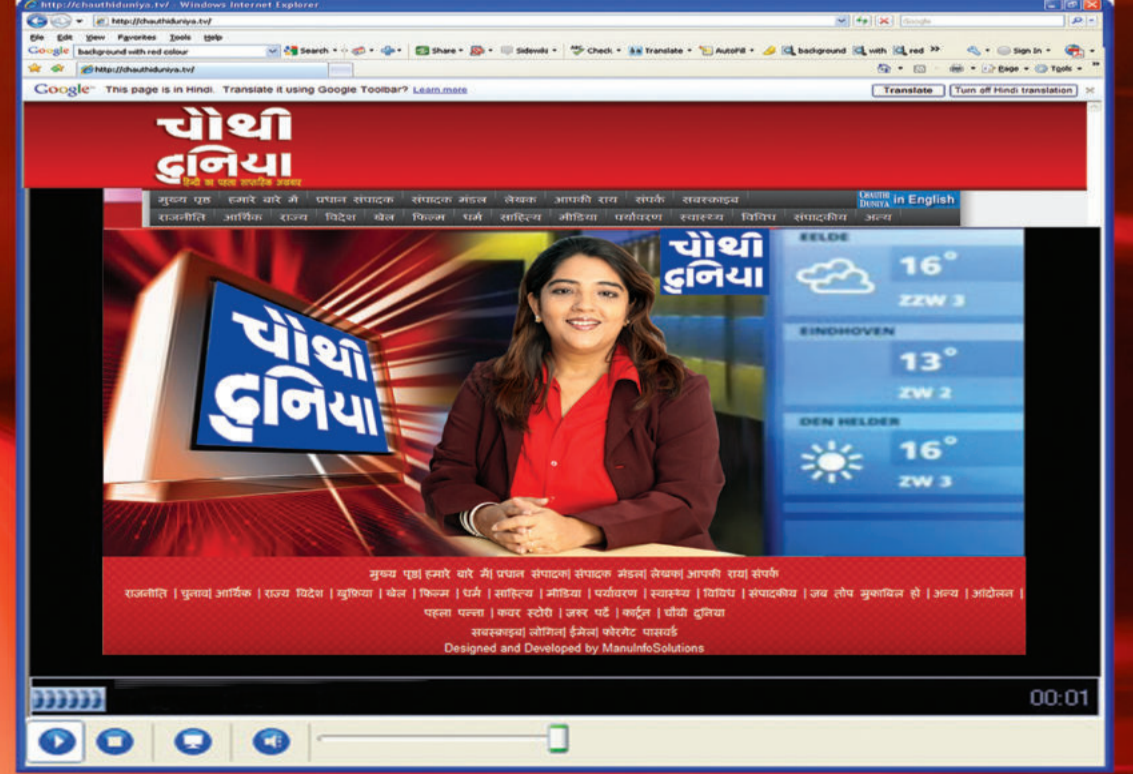 http://chauthiduniya.tv/ - Windows Internet Explorer
http://chauthiduniya.tv/
Google
File Edit View Favorites Tools Help
Google background with red colour Search Share Sidewiki Check Translate AutoFill background with red Sign In
http://chauthiduniya.tv/ Page Tools
Google This page is in Hindi. Translate it using Google Toolbar? Learn more Translate Turn off Hindi translation
चौथी
दुनिया
हिन्दी का पहला साप्ताहिक अखबार
मुख्य पृष्ठ हमारे बारे में प्रधान संपादक संपादक मंडल लेखक आपकी राय संपर्क सबस्क्राइब CHAUTHI DUNIYA in English
राजनीति आर्थिक राज्य विदेश खेल फिल्म धर्म साहित्य मीडिया पर्यावरण स्वास्थ्य विविध संपादकीय अन्य
चौथी
दुनिया
चौथी
दुनिया
EELDE
16°
ZZW 3
EINDHOVEN
13°
ZW 2
DEN HELDER
16°
ZW 3
मुख्य पृष्ठ| हमारे बारे में| प्रधान संपादक| संपादक मंडल| लेखक| आपकी राय| संपर्क
राजनीति | चुनाव| आर्थिक | राज्य विदेश | खुफ़िया | खेल | फिल्म | धर्म | साहित्य | मीडिया | पर्यावरण | स्वास्थ्य | विविध | संपादकीय | जब तोप मुकाबिल हो | अन्य | आंदोलन |
पहला पन्ना | कवर स्टोरी | जरूर पढें | कार्टून | चौथी दुनिया
सबस्क्राइब| लॉगिन| ईमेल| फोरगेट पासवर्ड
Designed and Developed by ManuInfoSolutions
00:01